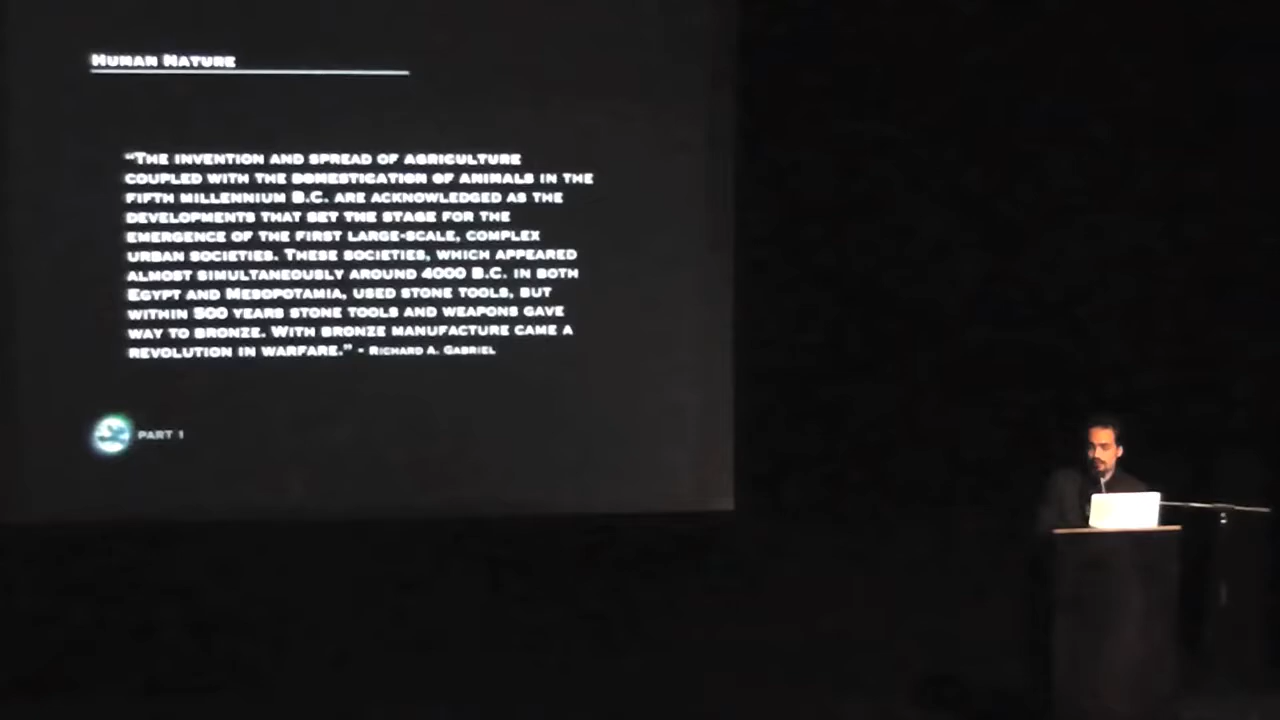 Human Nature
"The invention and spread of agriculture
coupled with the domestication of animals in the
fifth millennium B.C. are acknowledged as the
developments that set the stage for the
emergence of the first large-scale, complex
urban societies. These societies, which appeared
almost simultaneously around 4000 B.C. in both
Egypt and Mesopotamia, used stone tools, but
within 500 years stone tools and weapons gave
way to bronze. With bronze manufacture came a
revolution in warfare." - Richard A. Gabriel
Part 1